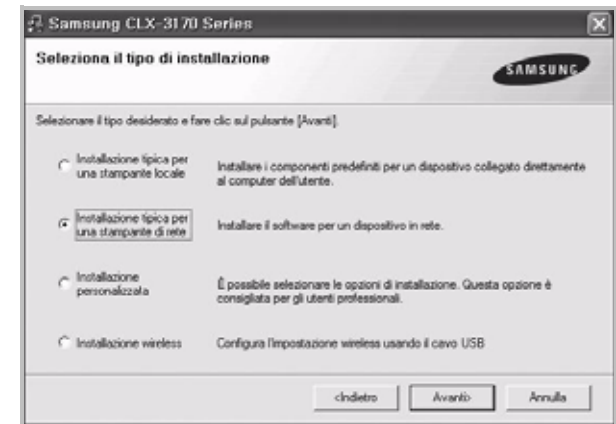 Samsung CLX-3170 Series
Seleziona il tipo di installazione
SAMSUNG
Selezionare il tipo desiderato e fare clic sul pulsante [Avanti].
Installazione tipica per
una stampante locale
Installare i componenti predefiniti per un dispositivo collegato direttamente
al computer dell'utente.
Installazione tipica per
una stampante di rete
Installare il software per un dispositivo in rete.
Installazione
personalizzata
È possibile selezionare le opzioni di installazione. Questa opzione è
consigliata per gli utenti professionali.
Installazione wireless
Configura l'impostazione wireless usando il cavo USB
<Indietro
Avanti>
Annulla